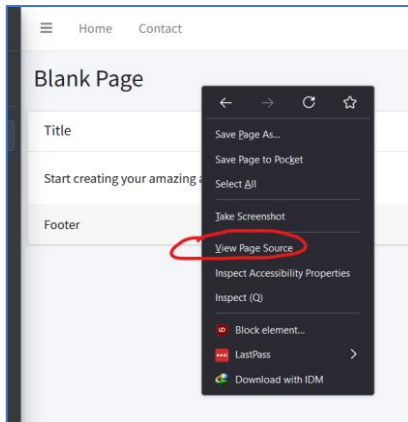 Home Contact
Blank Page
Title
Start creating your amazing
Footer
Save Page As...
Save Page to Pocket
Select All
Take Screenshot
View Page Source
Inspect Accessibility Properties
Inspect (Q)
Block element...
LastPass
Download with IDM